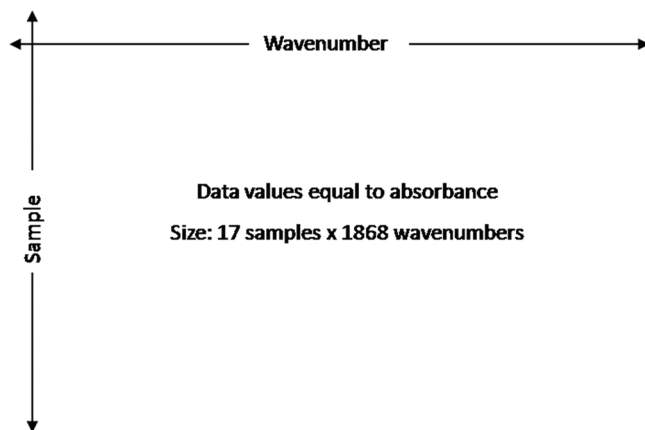 Wavenumber
Sample
Data values equal to absorbance
Size: 17 samples x 1868 wavenumbers